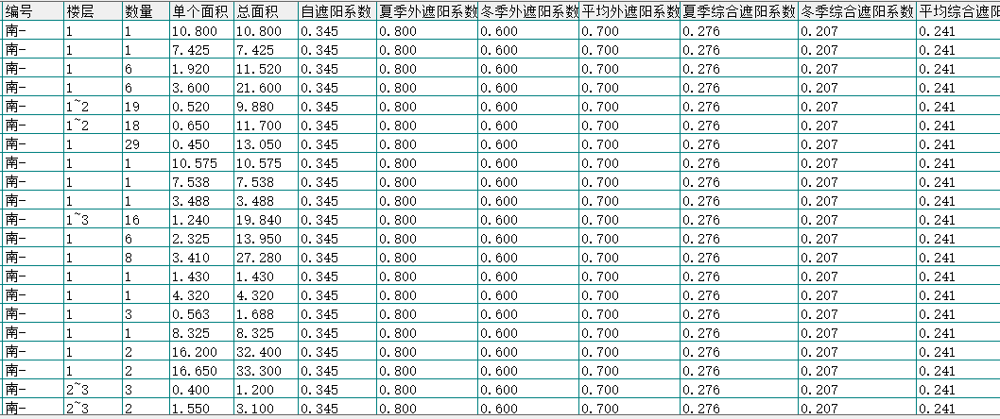 编号 楼层 数量 单个面积 总面积 自遮阳系数 夏季外遮阳系数 冬季外遮阳系数 平均外遮阳系数 夏季综合遮阳系数 冬季综合遮阳系数 平均综合遮阳系
南- 1 1 10.800 10.800 0.345 0.800 0.600 0.700 0.276 0.207 0.241
南- 1 1 7.425 7.425 0.345 0.800 0.600 0.700 0.276 0.207 0.241
南- 1 6 1.920 11.520 0.345 0.800 0.600 0.700 0.276 0.207 0.241
南- 1 6 3.600 21.600 0.345 0.800 0.600 0.700 0.276 0.207 0.241
南- 1~2 19 0.520 9.880 0.345 0.800 0.600 0.700 0.276 0.207 0.241
南- 1~2 18 0.650 11.700 0.345 0.800 0.600 0.700 0.276 0.207 0.241
南- 1 29 0.450 13.050 0.345 0.800 0.600 0.700 0.276 0.207 0.241
南- 1 1 10.575 10.575 0.345 0.800 0.600 0.700 0.276 0.207 0.241
南- 1 1 7.538 7.538 0.345 0.800 0.600 0.700 0.276 0.207 0.241
南- 1 1 3.488 3.488 0.345 0.800 0.600 0.700 0.276 0.207 0.241
南- 1~3 16 1.240 19.840 0.345 0.800 0.600 0.700 0.276 0.207 0.241
南- 1 6 2.325 13.950 0.345 0.800 0.600 0.700 0.276 0.207 0.241
南- 1 8 3.410 27.280 0.345 0.800 0.600 0.700 0.276 0.207 0.241
南- 1 1 1.430 1.430 0.345 0.800 0.600 0.700 0.276 0.207 0.241
南- 1 1 4.320 4.320 0.345 0.800 0.600 0.700 0.276 0.207 0.241
南- 1 3 0.563 1.688 0.345 0.800 0.600 0.700 0.276 0.207 0.241
南- 1 1 8.325 8.325 0.345 0.800 0.600 0.700 0.276 0.207 0.241
南- 1 2 16.200 32.400 0.345 0.800 0.600 0.700 0.276 0.207 0.241
南- 1 2 16.650 33.300 0.345 0.800 0.600 0.700 0.276 0.207 0.241
南- 2~3 3 0.400 1.200 0.345 0.800 0.600 0.700 0.276 0.207 0.241
南- 2~3 2 1.550 3.100 0.345 0.800 0.600 0.700 0.276 0.207 0.241